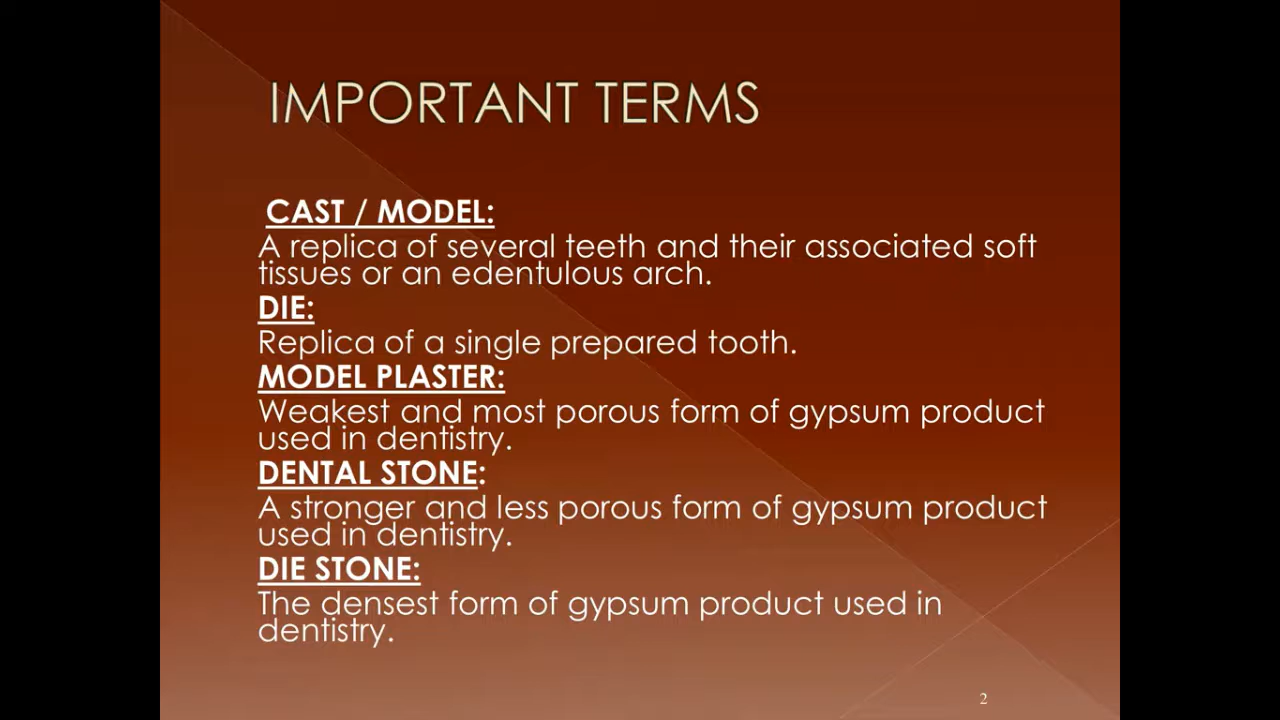 IMPORTANT TERMS
CAST / MODEL:
A replica of several teeth and their associated soft
tissues or an edentulous arch.
DIE:
Replica of a single prepared tooth.
MODEL PLASTER:
Weakest and most porous form of gypsum product
used in dentistry.
DENTAL STONE:
A stronger and less porous form of gypsum product
used in dentistry.
DIE STONE:
The densest form of gypsum product used in
dentistry.
2